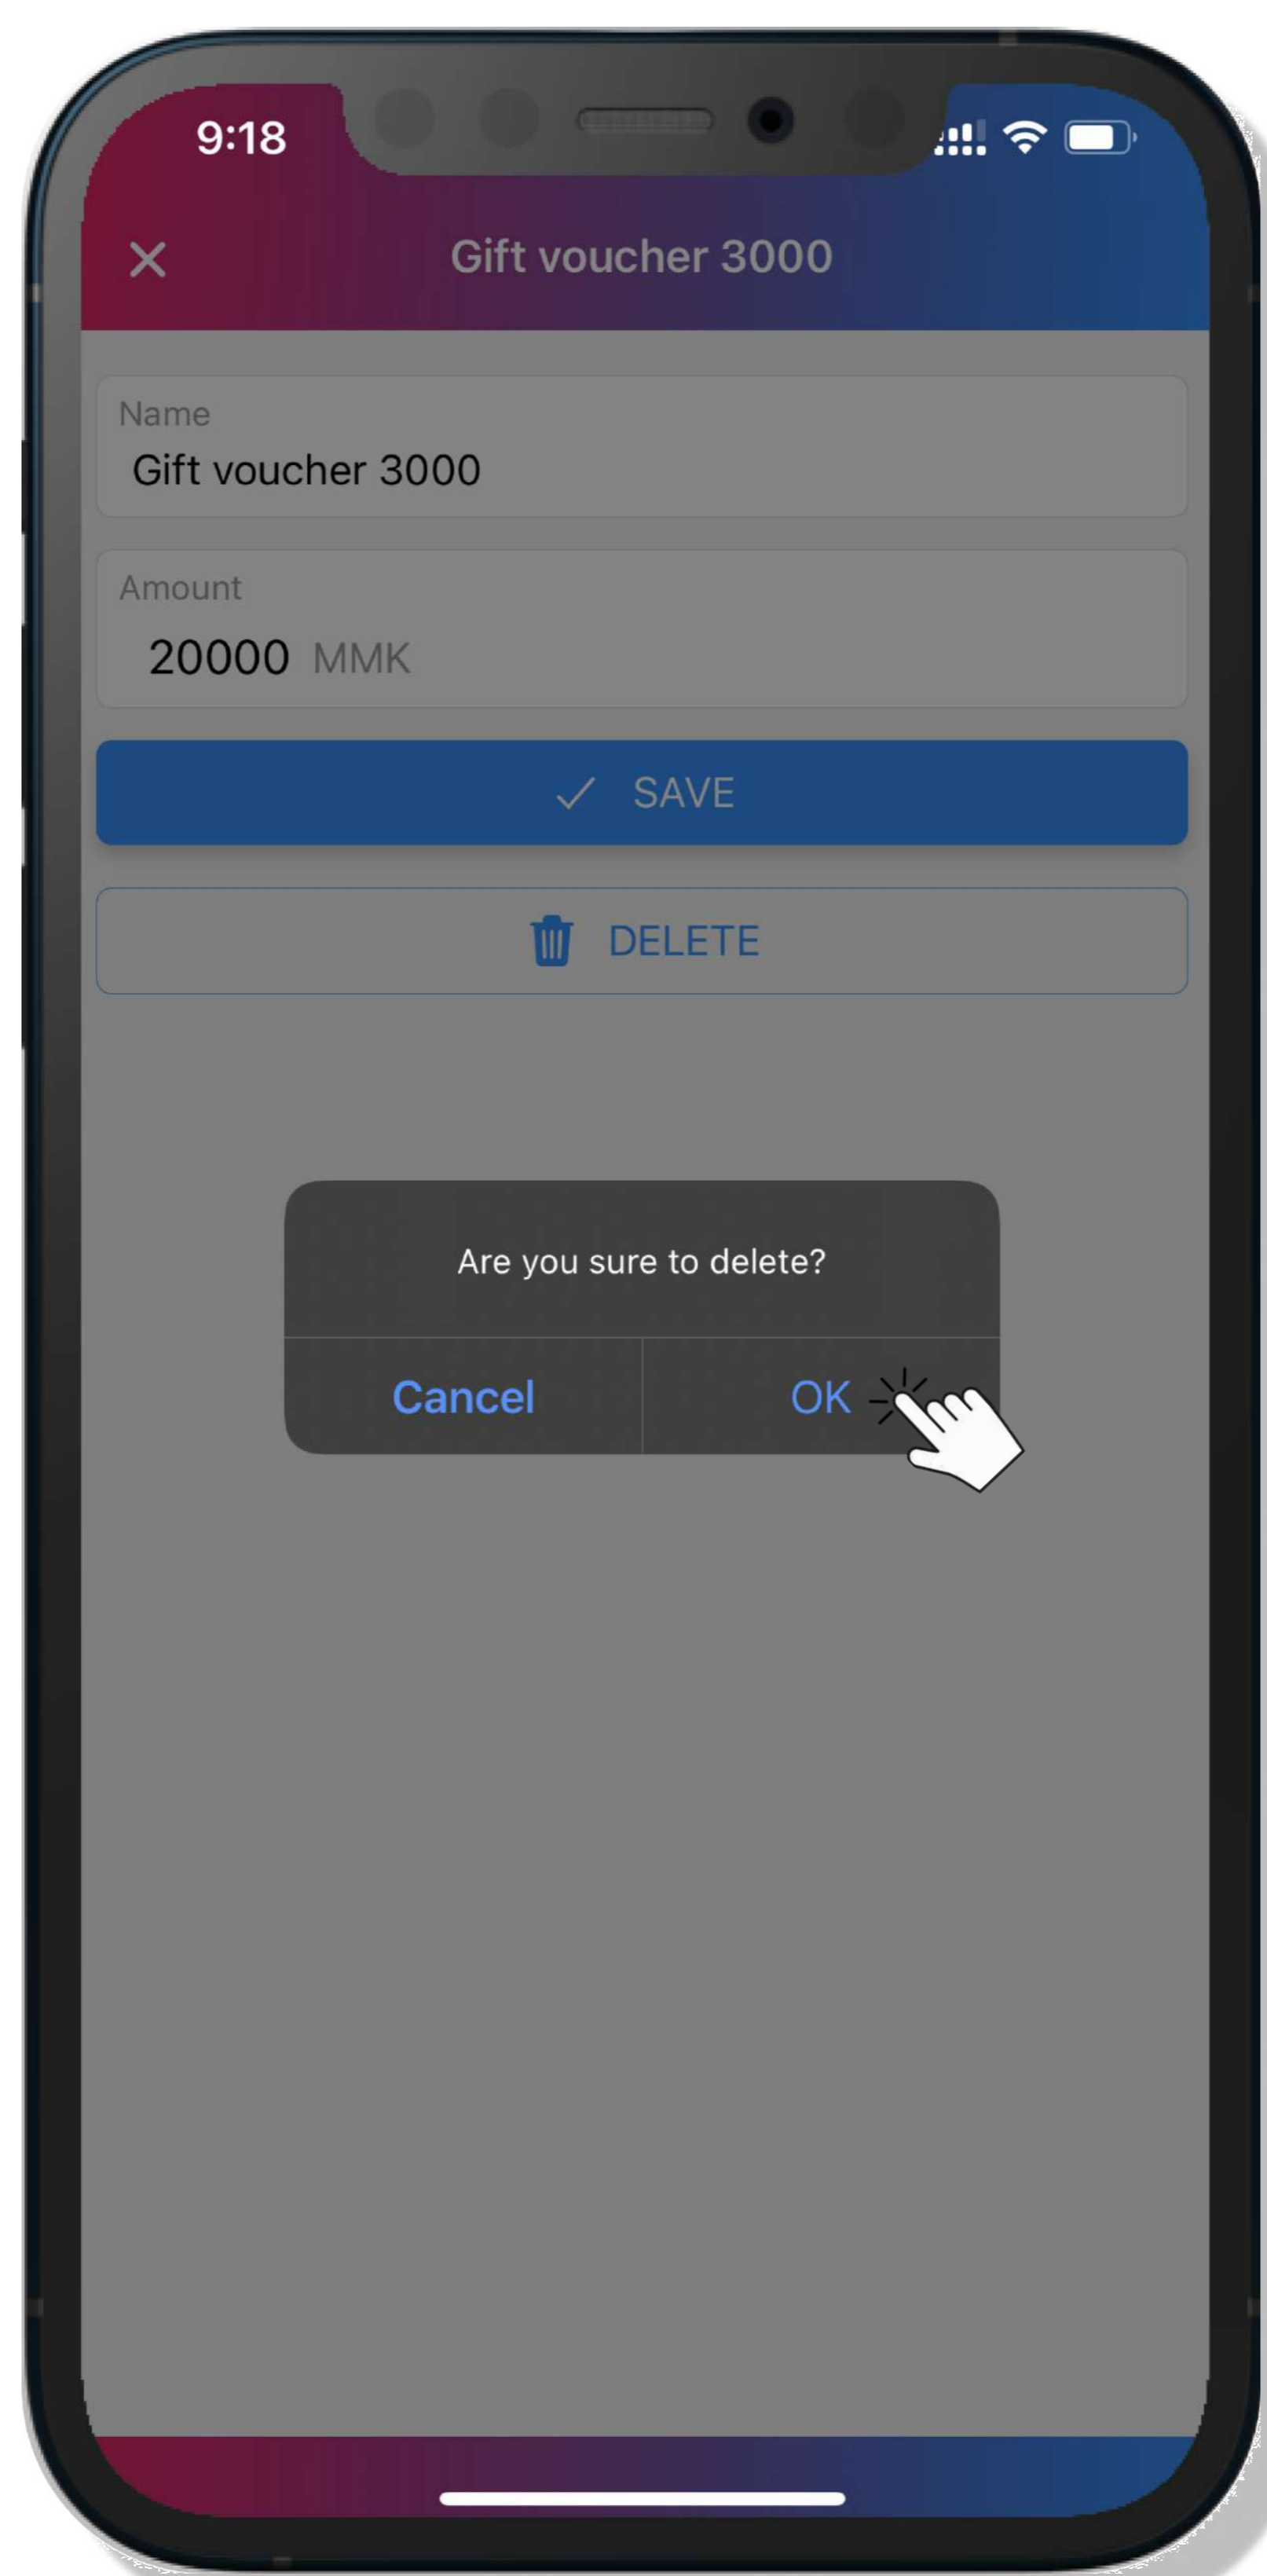 9:18
Gift voucher 3000
Name
Gift voucher 3000
Amount
20000 MMK
SAVE
DELETE
Are you sure to delete?
Cancel OK